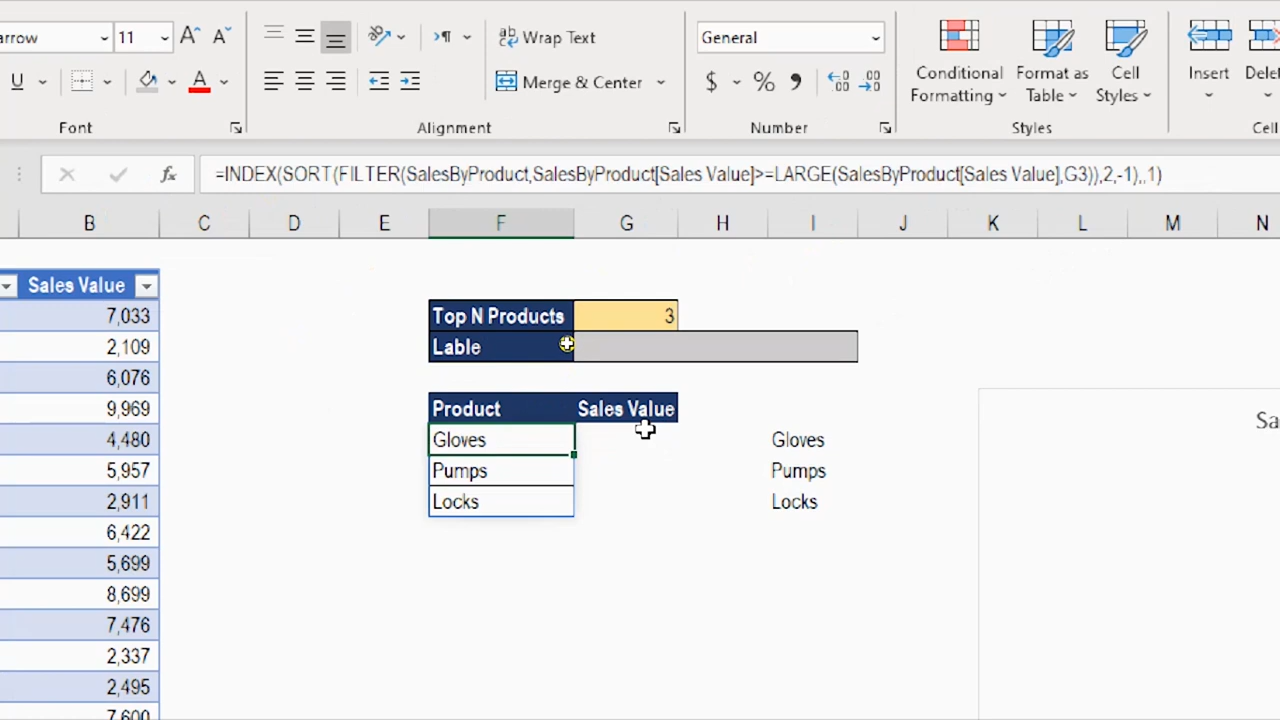 arrow 11 Wrap Text General
U A Merge & Center $ % Conditional Formatting Format as Table Cell Styles Insert Delet
Font Alignment Number Styles Cel
fx =INDEX(SORT(FILTER(SalesByProduct,SalesByProduct[Sales Value]>=LARGE(SalesByProduct[Sales Value],G3)),2,-1),,1)
B C D E F G H I J K L M N
Sales Value
7,033 Top N Products 3
2,109 Lable
6,076
9,969 Product Sales Value Sa
4,480 Gloves Gloves
5,957 Pumps Pumps
2,911 Locks Locks
6,422
5,699
8,699
7,476
2,337
2,495
7,600